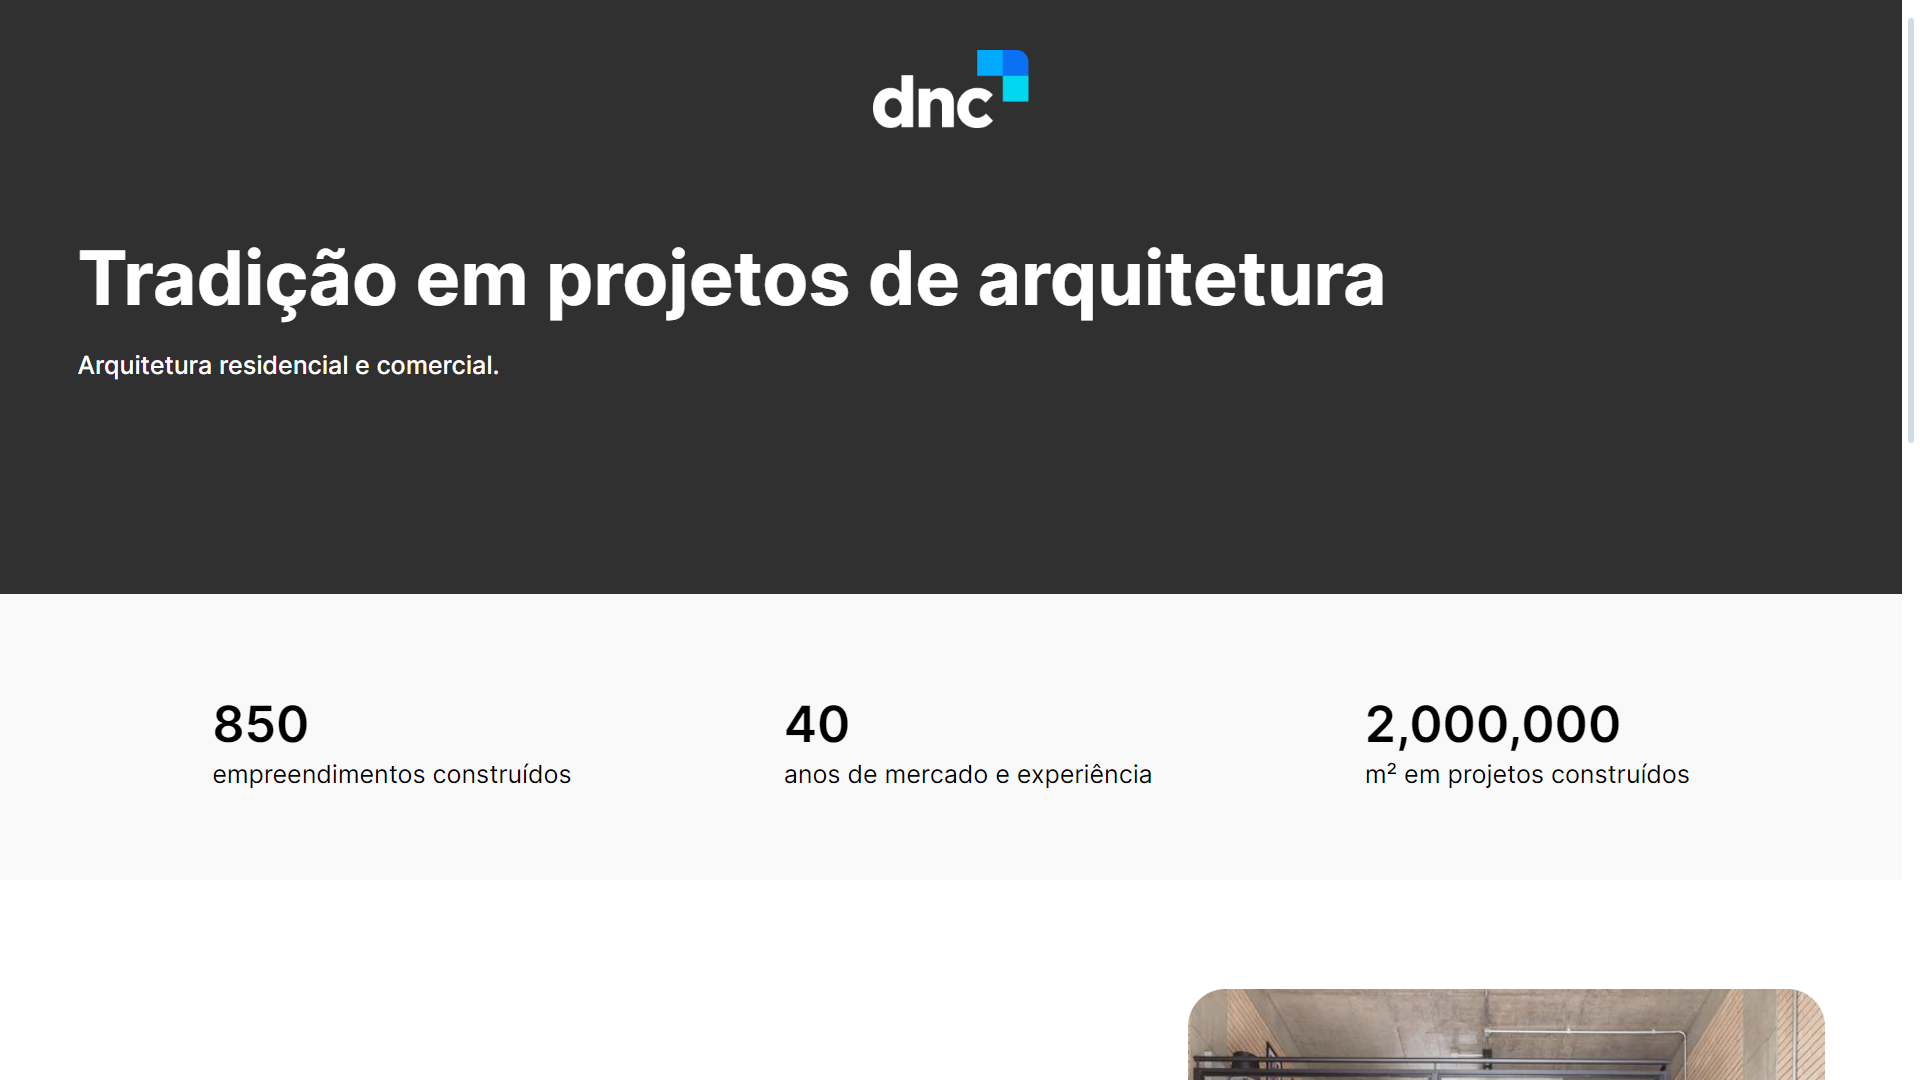 dnc
Tradição em projetos de arquitetura
Arquitetura residencial e comercial.
850
empreendimentos construídos
40
anos de mercado e experiência
2,000,000
m² em projetos construídos